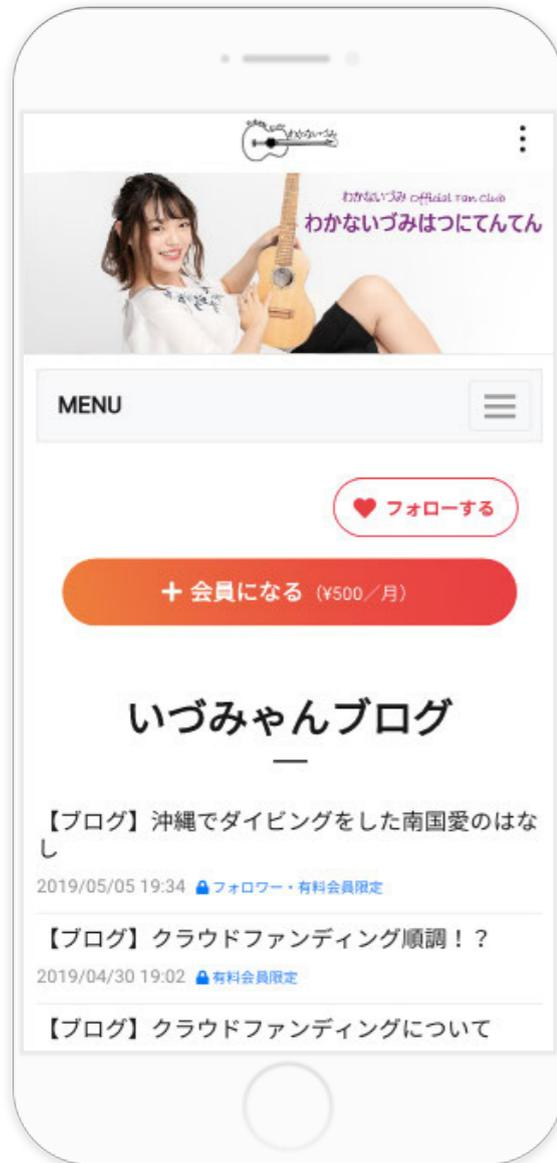 わかないづみ
わかないづみ Official Fan Club
わかないづみはつにてんてん
MENU
フォローする
+ 会員になる（¥500／月）
いづみゃんブログ
【ブログ】沖縄でダイビングをした南国愛のはな
し
2019/05/05 19:34 フォロワー・有料会員限定
【ブログ】クラウドファンディング順調！？
2019/04/30 19:02 有料会員限定
【ブログ】クラウドファンディングについて